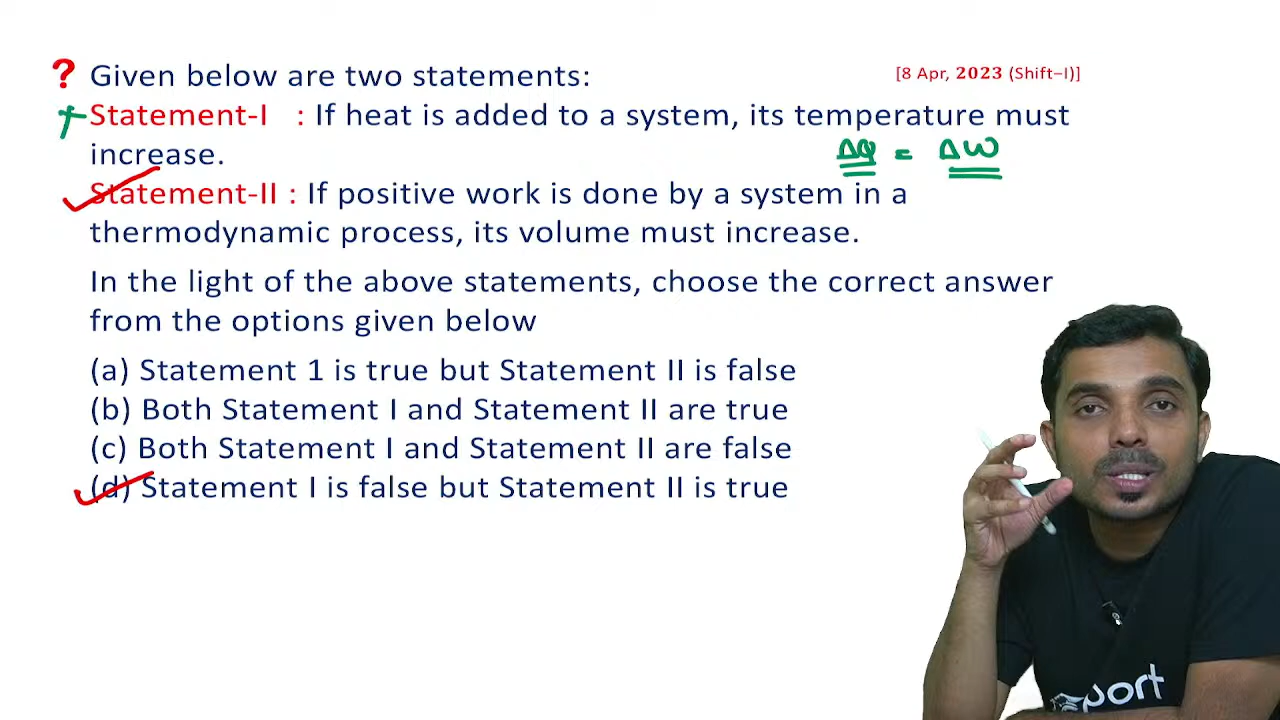 ? Given below are two statements:
[8 Apr, 2023 (Shift–I)]
Statement-I : If heat is added to a system, its temperature must
increase.
ΔQ = ΔW
Statement-II : If positive work is done by a system in a
thermodynamic process, its volume must increase.
In the light of the above statements, choose the correct answer
from the options given below
(a) Statement 1 is true but Statement II is false
(b) Both Statement I and Statement II are true
(c) Both Statement I and Statement II are false
(d) Statement I is false but Statement II is true